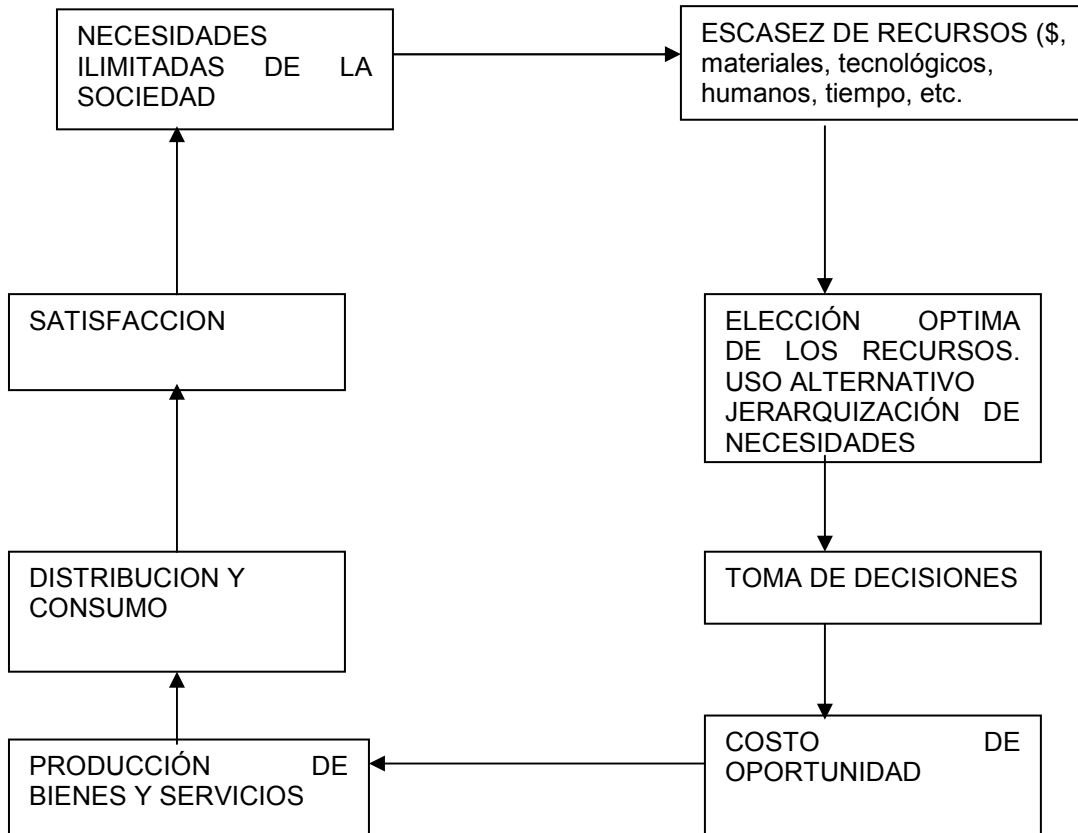 NECESIDADES
ILIMITADAS DE LA
SOCIEDAD
ESCASEZ DE RECURSOS ($,
materiales, tecnológicos,
humanos, tiempo, etc.
ELECCIÓN OPTIMA
DE LOS RECURSOS.
USO ALTERNATIVO
JERARQUIZACIÓN DE
NECESIDADES
TOMA DE DECISIONES
COSTO DE
OPORTUNIDAD
PRODUCCIÓN DE
BIENES Y SERVICIOS
DISTRIBUCION Y
CONSUMO
SATISFACCION